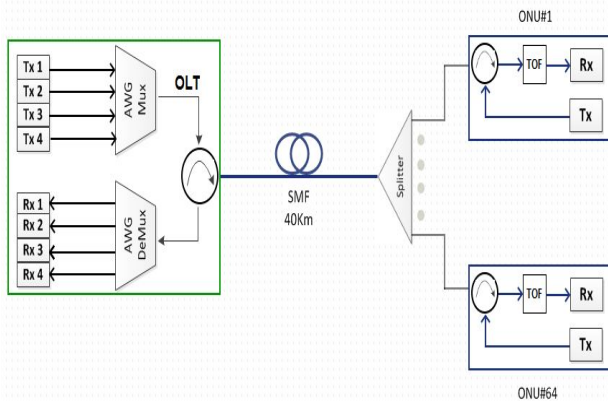 ONU#1
Tx 1
Tx 2
Tx 3
Tx 4
AWG
Mux
OLT
TOF
Rx
Tx
Rx 1
Rx 2
Rx 3
Rx 4
AWG
DeMux
SMF
40Km
Splitter
TOF
Rx
Tx
ONU#64